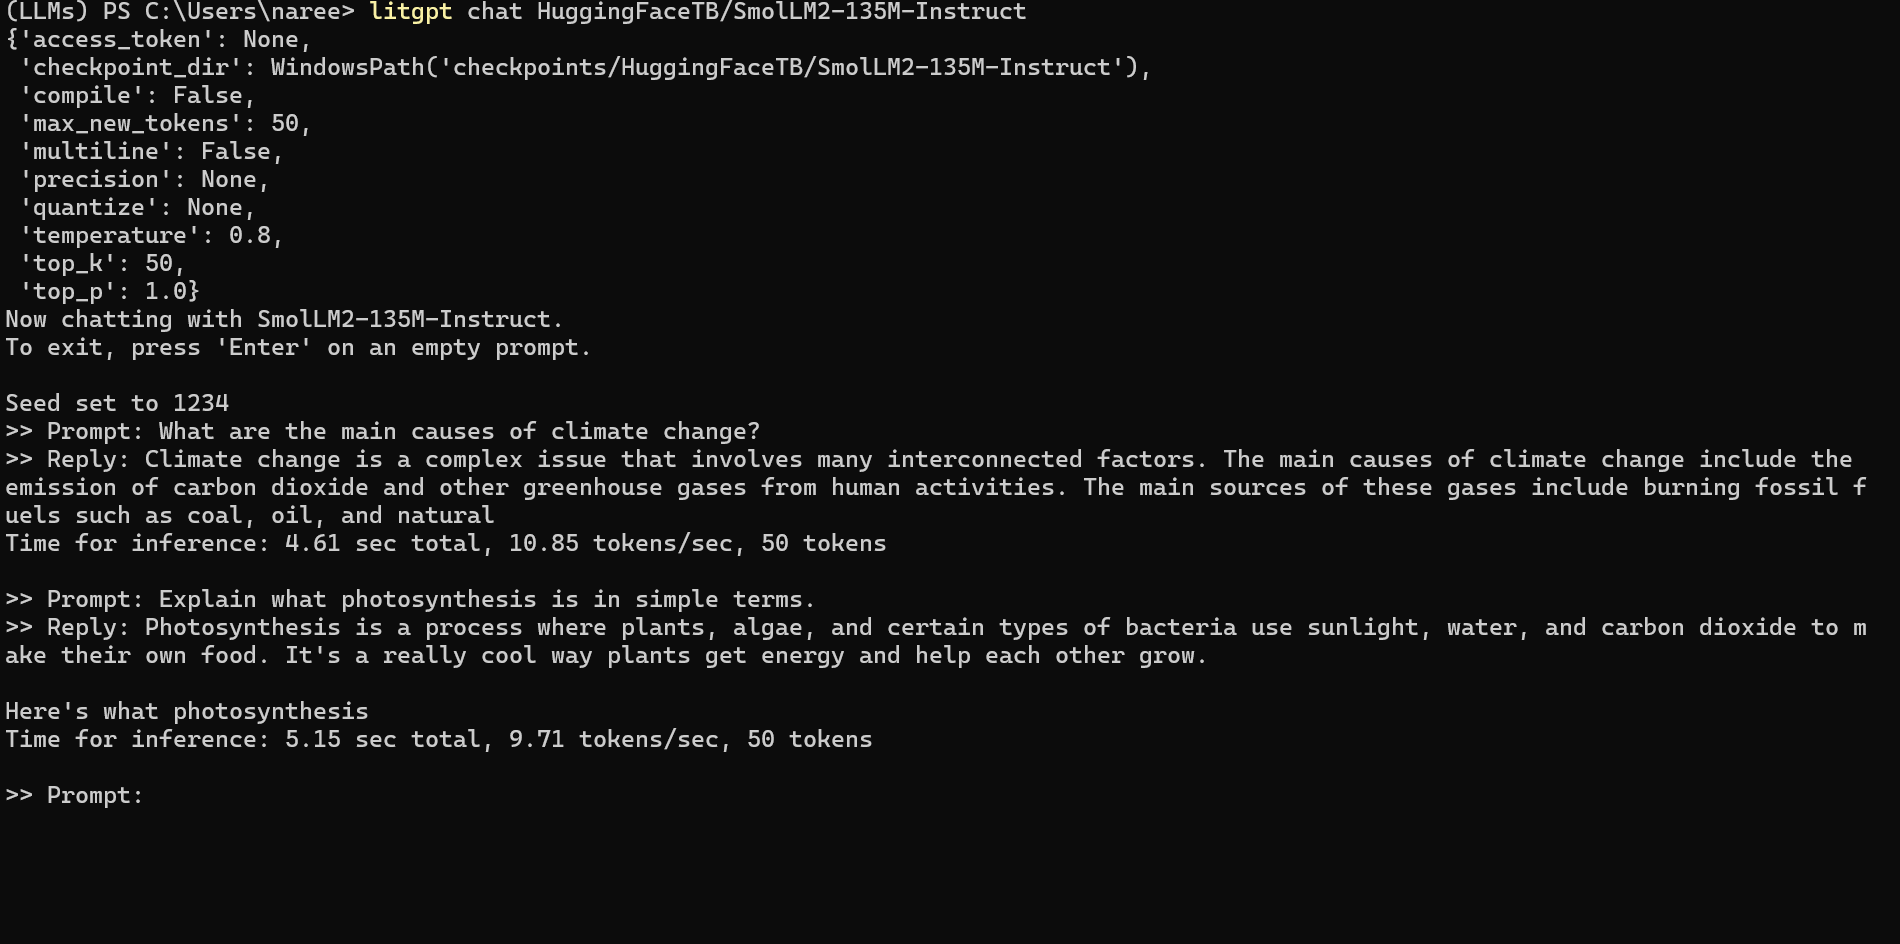 (LLMs) PS C:\Users\naree> litgpt chat HuggingFaceTB/SmolLM2-135M-Instruct
{'access_token': None,
 'checkpoint_dir': WindowsPath('checkpoints/HuggingFaceTB/SmolLM2-135M-Instruct'),
 'compile': False,
 'max_new_tokens': 50,
 'multiline': False,
 'precision': None,
 'quantize': None,
 'temperature': 0.8,
 'top_k': 50,
 'top_p': 1.0}
Now chatting with SmolLM2-135M-Instruct.
To exit, press 'Enter' on an empty prompt.

Seed set to 1234
>> Prompt: What are the main causes of climate change?
>> Reply: Climate change is a complex issue that involves many interconnected factors. The main causes of climate change include the
emission of carbon dioxide and other greenhouse gases from human activities. The main sources of these gases include burning fossil f
uels such as coal, oil, and natural
Time for inference: 4.61 sec total, 10.85 tokens/sec, 50 tokens

>> Prompt: Explain what photosynthesis is in simple terms.
>> Reply: Photosynthesis is a process where plants, algae, and certain types of bacteria use sunlight, water, and carbon dioxide to m
ake their own food. It's a really cool way plants get energy and help each other grow.

Here's what photosynthesis
Time for inference: 5.15 sec total, 9.71 tokens/sec, 50 tokens

>> Prompt: